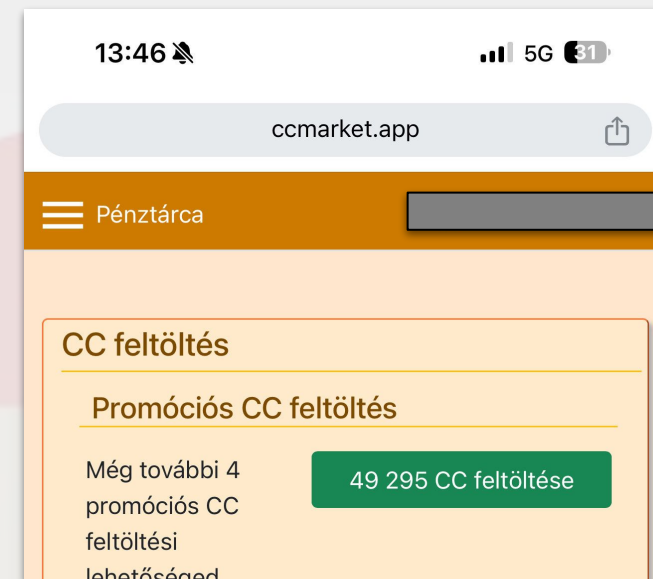 13:46 5G 31
ccmarket.app
Pénztárca
CC feltöltés
Promóciós CC feltöltés
Még további 4
promóciós CC
feltöltési
lehetőséged
49 295 CC feltöltése